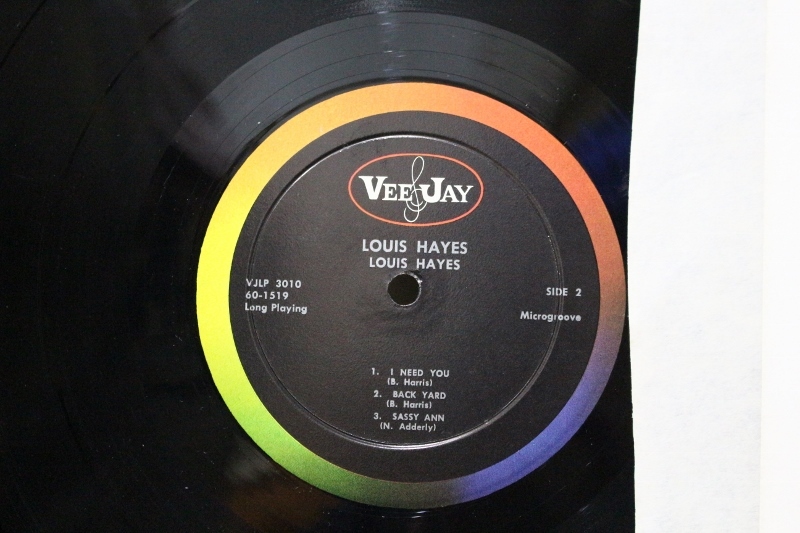 VEE JAY
LOUIS HAYES
LOUIS HAYES
VJLP 3010
60-1519
Long Playing
SIDE 2
Microgroove
1. I NEED YOU
(B. Harris)
2. BACK YARD
(B. Harris)
3. SASSY ANN
(N. Adderly)